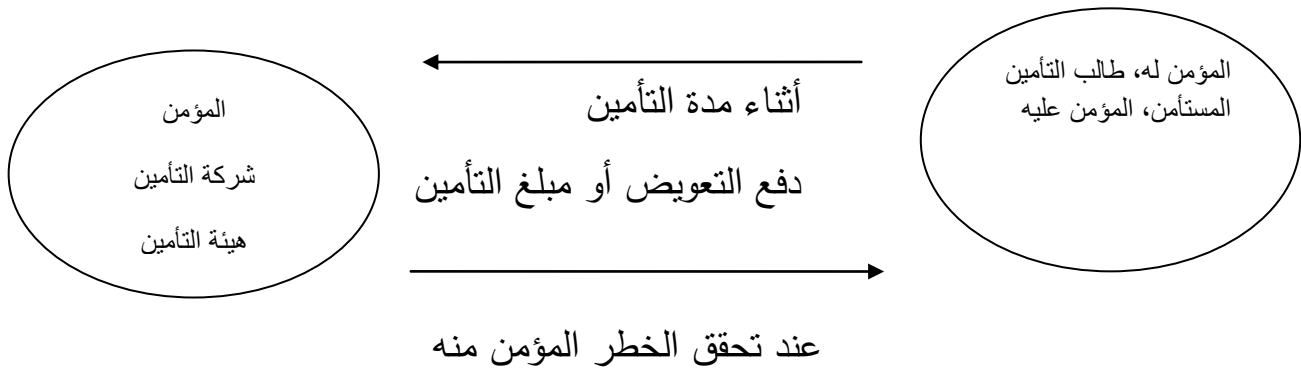 المؤمن له، طالب التأمين
المستأمن، المؤمن عليه
أثناء مدة التأمين
دفع التعويض أو مبلغ التأمين
عند تحقق الخطر المؤمن منه
المؤمن
شركة التأمين
هيئة التأمين